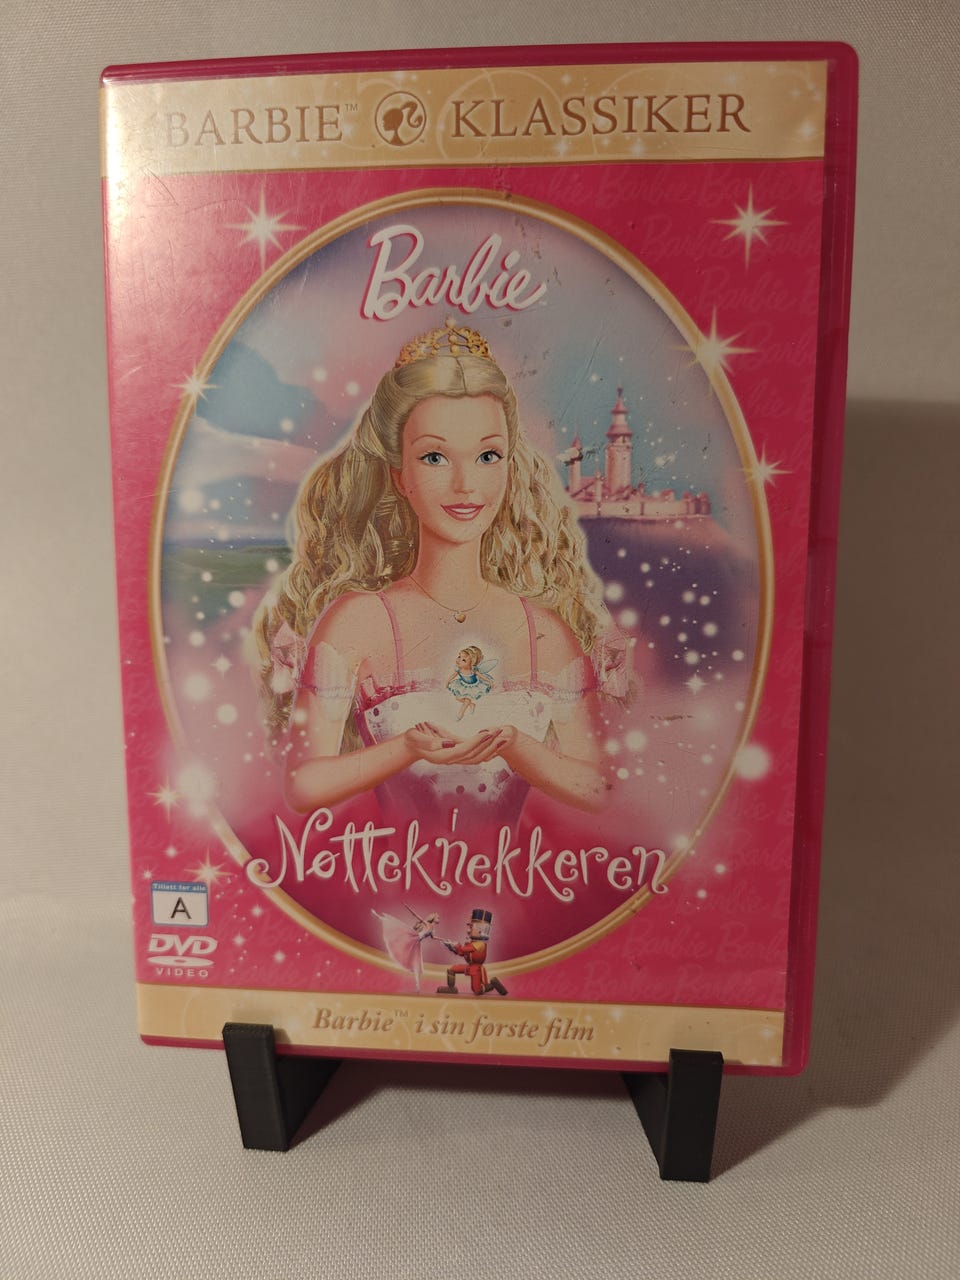 BARBIE™ KLASSIKER
Barbie
i
Nøtteknekkeren
Tillatt for alle
A
DVD
VIDEO
Barbie™ i sin første film